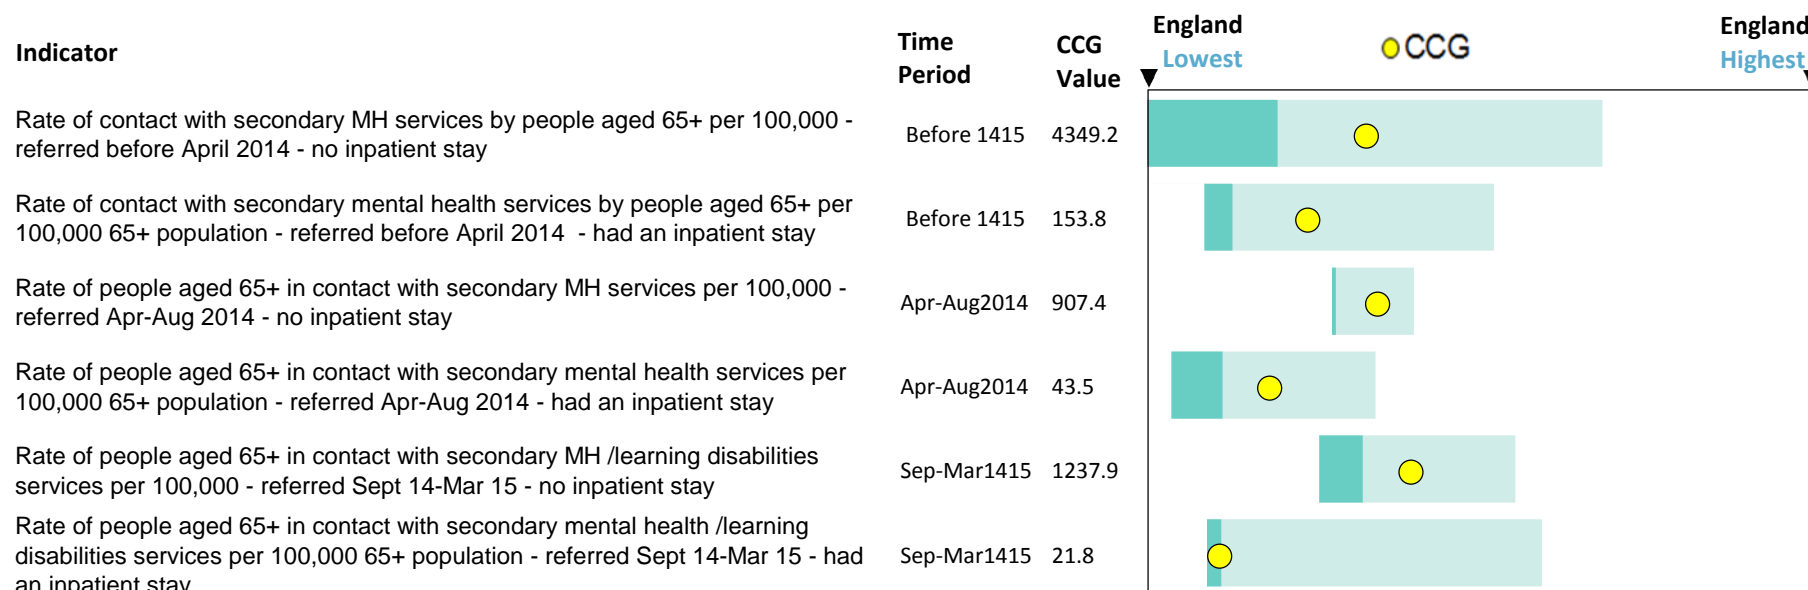 Indicator
Time
Period
CCG
Value
England
Lowest
CCG
England
Highest
Rate of contact with secondary MH services by people aged 65+ per 100,000 -
referred before April 2014 - no inpatient stay
Before 1415
4349.2
Rate of contact with secondary mental health services by people aged 65+ per
100,000 65+ population - referred before April 2014 - had an inpatient stay
Before 1415
153.8
Rate of people aged 65+ in contact with secondary MH services per 100,000 -
referred Apr-Aug 2014 - no inpatient stay
Apr-Aug2014
907.4
Rate of people aged 65+ in contact with secondary mental health services per
100,000 65+ population - referred Apr-Aug 2014 - had an inpatient stay
Apr-Aug2014
43.5
Rate of people aged 65+ in contact with secondary MH /learning disabilities
services per 100,000 - referred Sept 14-Mar 15 - no inpatient stay
Sep-Mar1415
1237.9
Rate of people aged 65+ in contact with secondary mental health /learning
disabilities services per 100,000 65+ population - referred Sept 14-Mar 15 - had
an inpatient stay
Sep-Mar1415
21.8